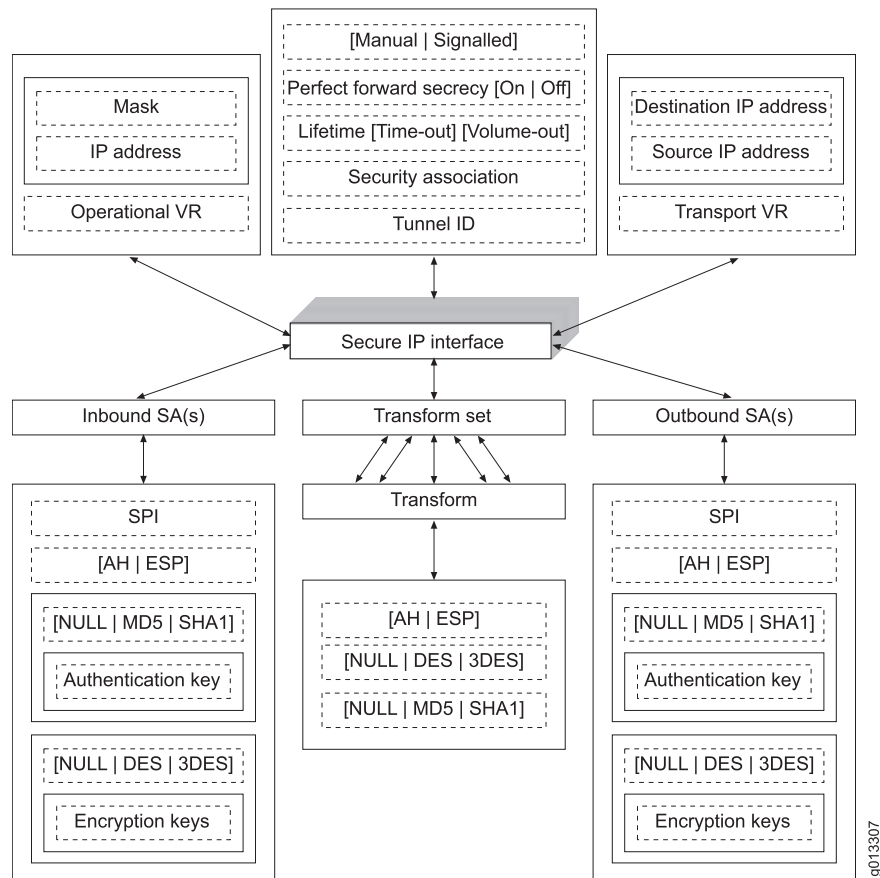 [Manual | Signalled]
Perfect forward secrecy [On | Off]
Lifetime [Time-out] [Volume-out]
Security association
Tunnel ID
Mask
IP address
Operational VR
Destination IP address
Source IP address
Transport VR
Secure IP interface
Inbound SA(s)
Transform set
Outbound SA(s)
Transform
SPI
[AH | ESP]
[NULL | MD5 | SHA1]
Authentication key
[NULL | DES | 3DES]
Encryption keys
[AH | ESP]
[NULL | DES | 3DES]
[NULL | MD5 | SHA1]
SPI
[AH | ESP]
[NULL | MD5 | SHA1]
Authentication key
[NULL | DES | 3DES]
Encryption keys
g013307